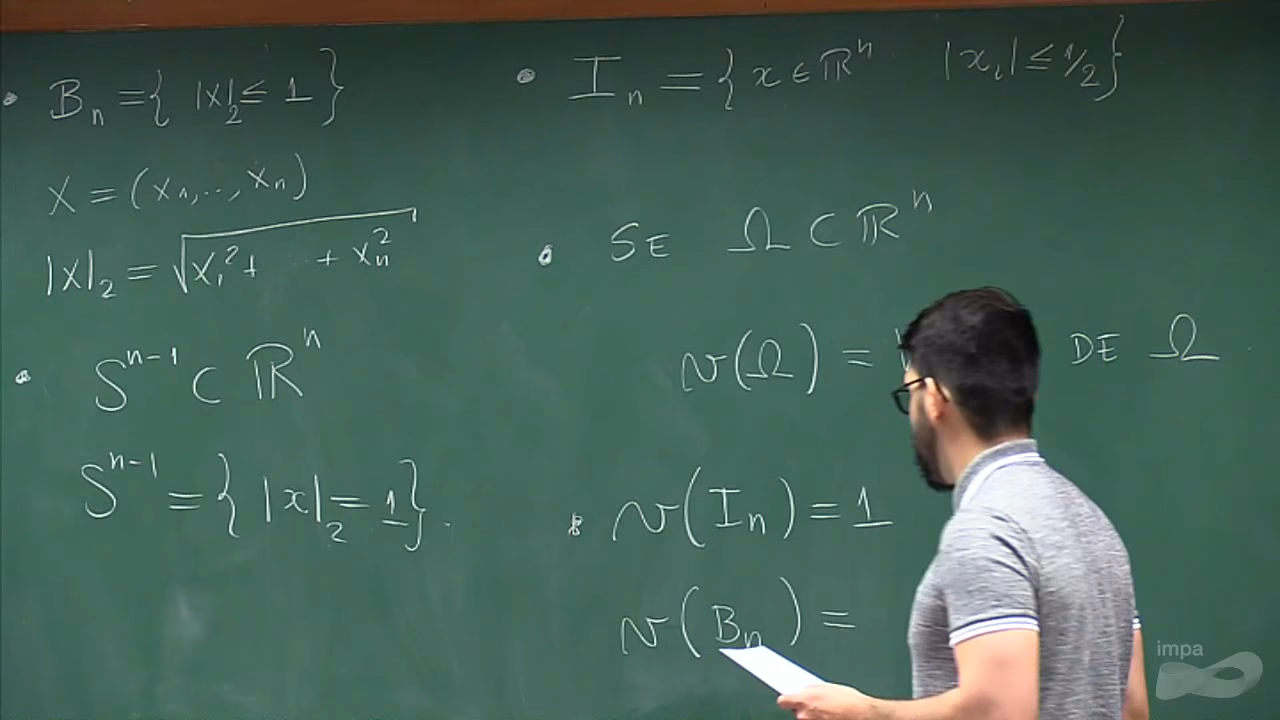 • Bₙ = { |x|₂ ≤ 1 }
x = (x₁, .., xₙ)
|x|₂ = √(x₁² + ... + xₙ²)
• Sⁿ⁻¹ ⊂ ℝⁿ
Sⁿ⁻¹ = { |x|₂ = 1 }.
• Iₙ = { x ∈ ℝⁿ |xᵢ| ≤ 1/2 }
• SE Ω ⊂ ℝⁿ
v(Ω) = DE Ω
• v(Iₙ) = 1
v(Bₙ) =
impa